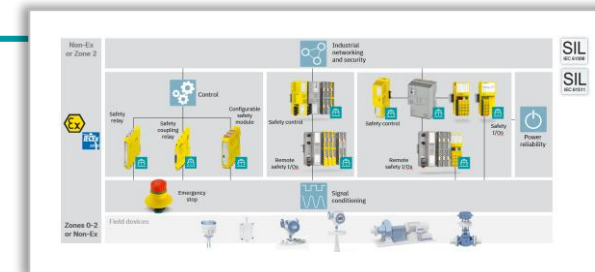 Non-Ex
or Zone 2
Industrial
networking
and security
Control
Safety
relay
Safety
coupling
relay
Configurable
safety
module
Safety control
Remote
safety I/Os
Safety control
Remote
safety I/Os
Safety
I/Os
Power
reliability
Emergency
stop
Signal
conditioning
Zones 0-2
or Non-Ex
Field devices
Ex
IECEx
SIL
IEC 61508
SIL
IEC 61511